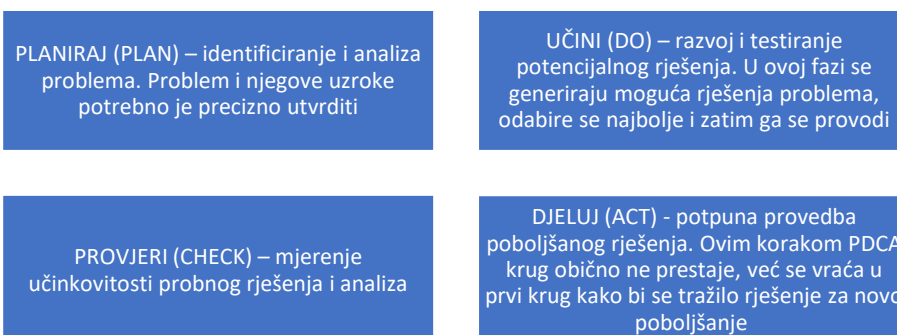 PLANIRAJ (PLAN) – identificiranje i analiza
problema. Problem i njegove uzroke
potrebno je precizno utvrditi
UČINI (DO) – razvoj i testiranje
potencijalnog rješenja. U ovoj fazi se
generiraju moguća rješenja problema,
odabire se najbolje i zatim ga se provodi
PROVJERI (CHECK) – mjerenje
učinkovitosti probnog rješenja i analiza
DJELUJ (ACT) - potpuna provedba
poboljšanog rješenja. Ovim korakom PDCA
krug obično ne prestaje, već se vraća u
prvi krug kako bi se tražilo rješenje za novo
poboljšanje